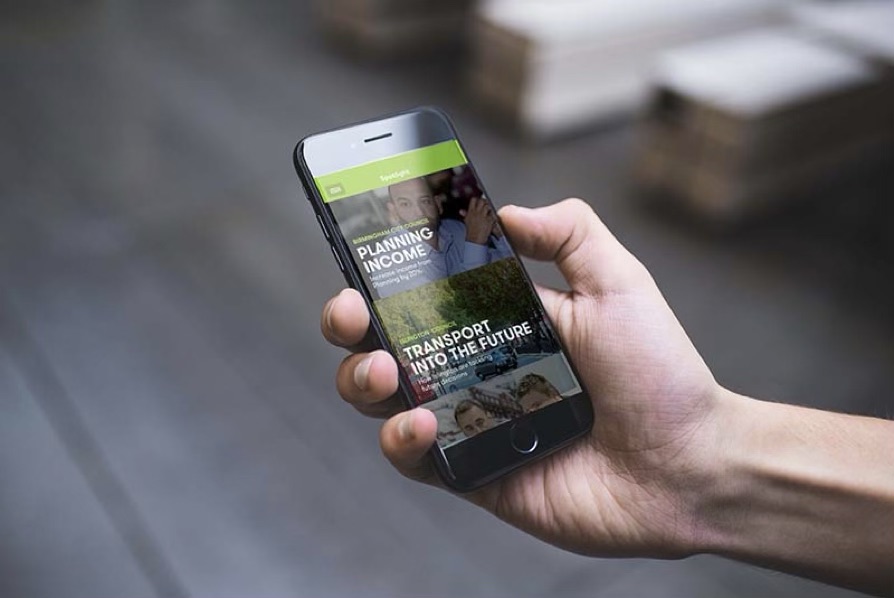 Spotlight
BIRMINGHAM CITY COUNCIL
PLANNING
INCOME
Increase income from
Planning by 20%
ISLINGTON COUNCIL
TRANSPORT
INTO THE FUTURE
How Islington are tackling
future decisions